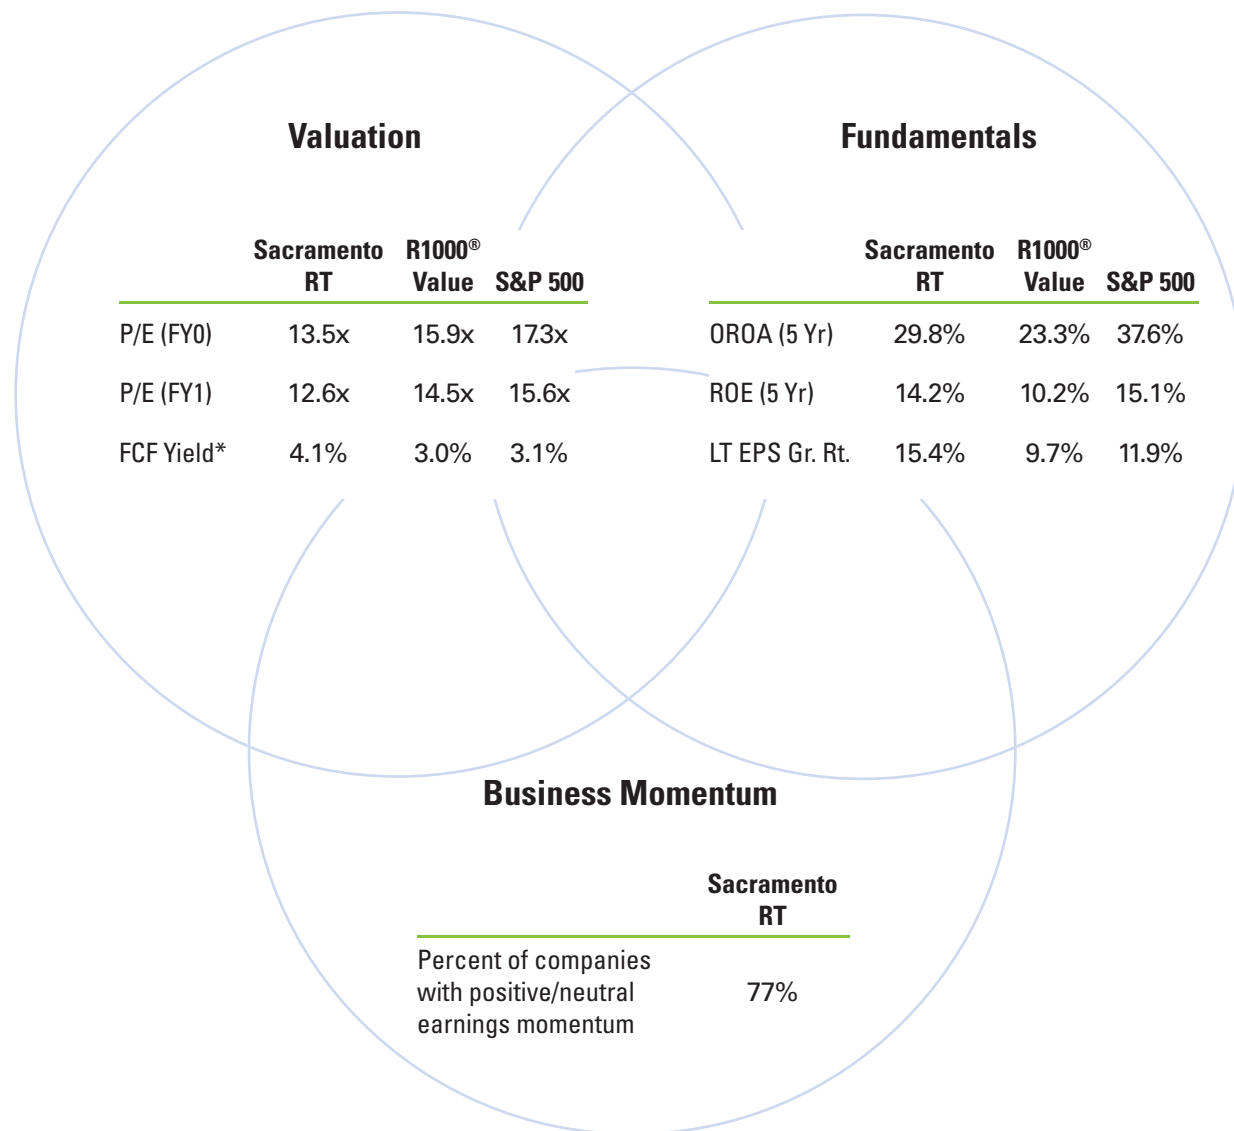 Valuation
Sacramento RT R1000® Value S&P 500
P/E (FY0) 13.5x 15.9x 17.3x
P/E (FY1) 12.6x 14.5x 15.6x
FCF Yield* 4.1% 3.0% 3.1%
Fundamentals
Sacramento RT R1000® Value S&P 500
OROA (5 Yr) 29.8% 23.3% 37.6%
ROE (5 Yr) 14.2% 10.2% 15.1%
LT EPS Gr. Rt. 15.4% 9.7% 11.9%
Business Momentum
Sacramento
RT
Percent of companies
with positive/neutral 77%
earnings momentum